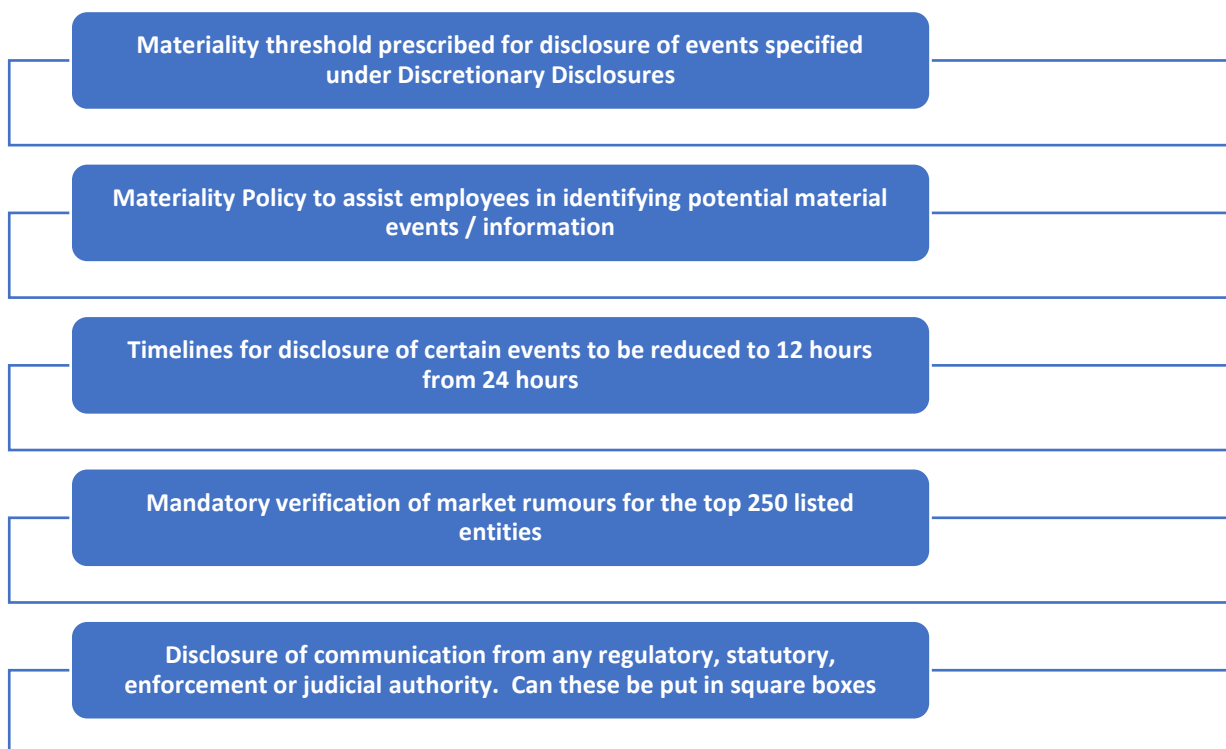 Materiality threshold prescribed for disclosure of events specified
under Discretionary Disclosures
Materiality Policy to assist employees in identifying potential material
events / information
Timelines for disclosure of certain events to be reduced to 12 hours
from 24 hours
Mandatory verification of market rumours for the top 250 listed
entities
Disclosure of communication from any regulatory, statutory,
enforcement or judicial authority.  Can these be put in square boxes